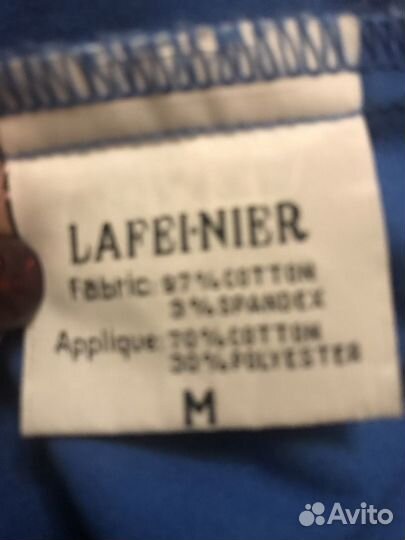 LAFEI-NIER
Fabric: 97% COTTON
3% SPANDEX
Applique: 70% COTTON
30% POLYESTER
M
Avito